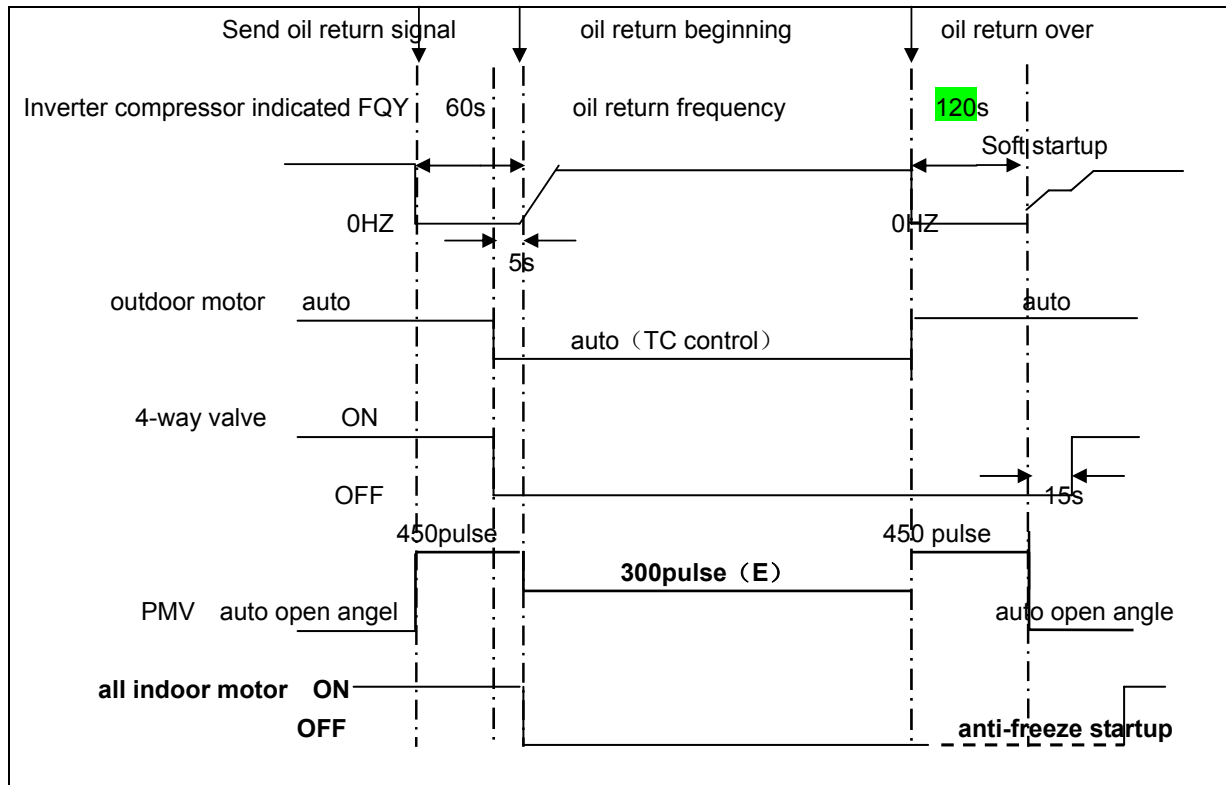 Send oil return signal oil return beginning oil return over
Inverter compressor indicated FQY 60s oil return frequency 120s
Soft startup
0HZ 0HZ
5s
outdoor motor auto auto
auto（TC control）
4-way valve ON
OFF 15s
450pulse 450 pulse
300pulse（E）
PMV auto open angel auto open angle
all indoor motor ON
OFF anti-freeze startup